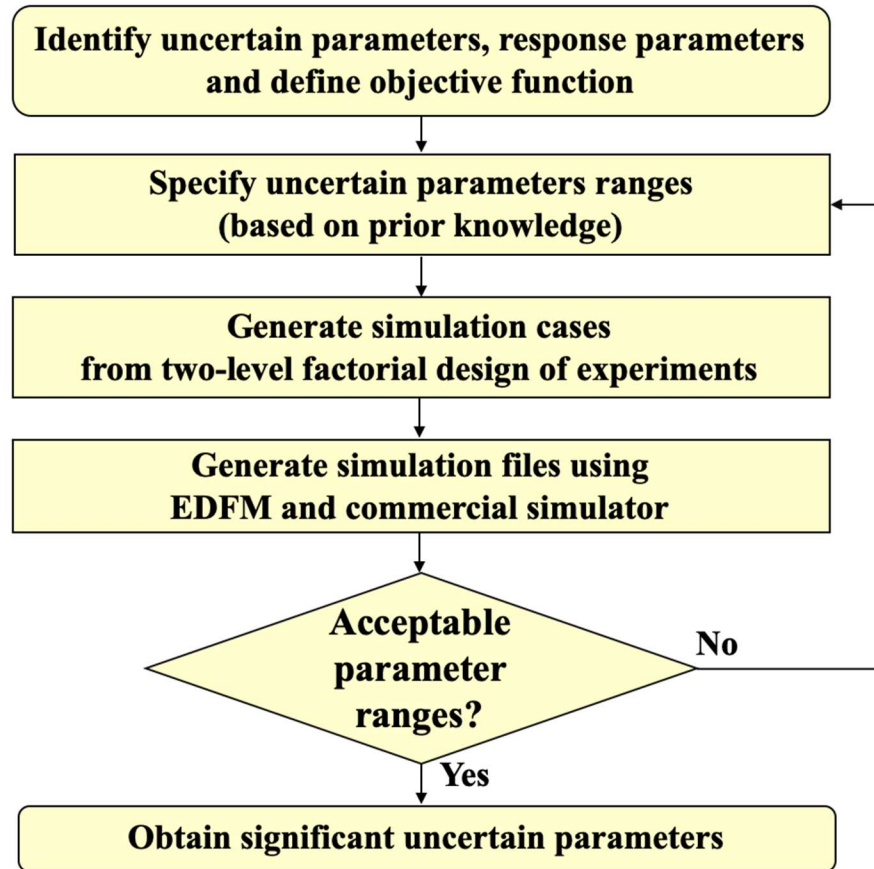 Identify uncertain parameters, response parameters
and define objective function
Specify uncertain parameters ranges
(based on prior knowledge)
Generate simulation cases
from two-level factorial design of experiments
Generate simulation files using
EDFM and commercial simulator
Acceptable
parameter
ranges?
No
Yes
Obtain significant uncertain parameters